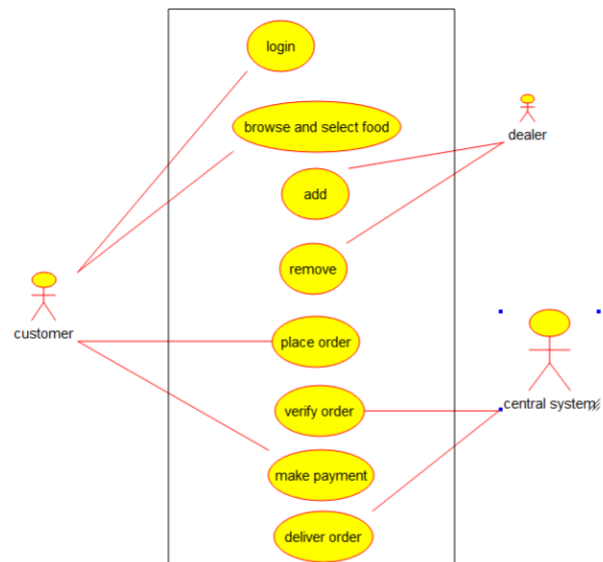 login
browse and select food
dealer
add
remove
customer
place order
central system
verify order
make payment
deliver order